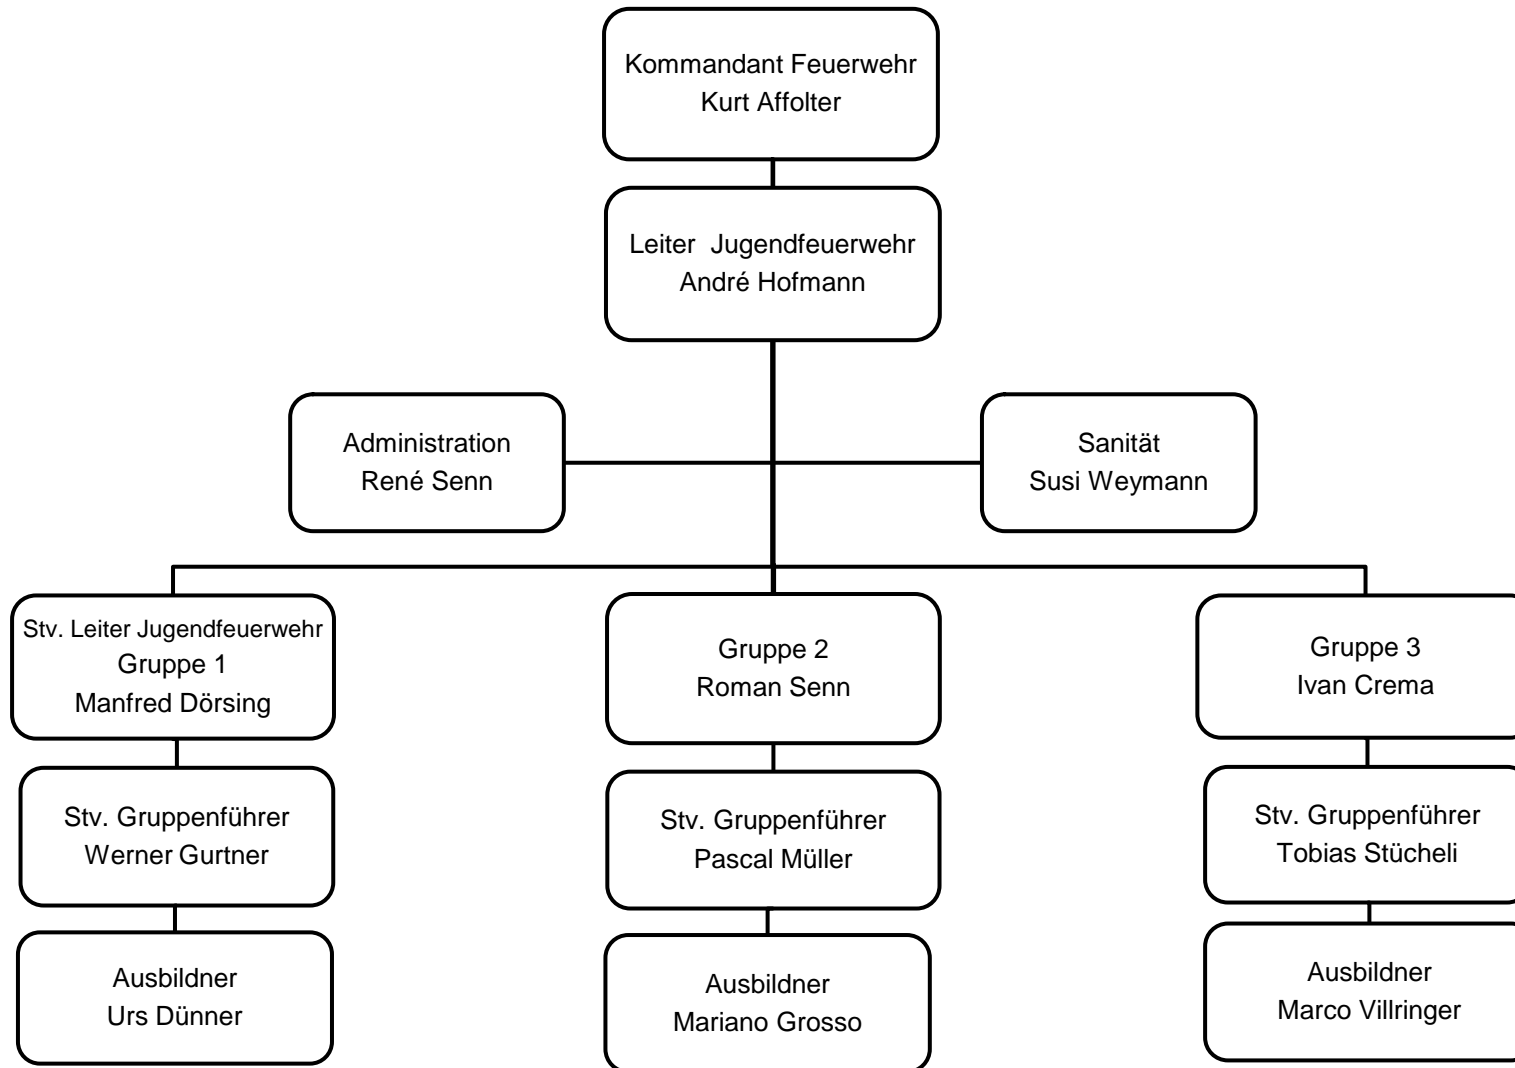 Kommandant Feuerwehr
Kurt Affolter
Leiter Jugendfeuerwehr
André Hofmann
Administration
René Senn
Sanität
Susi Weymann
Stv. Leiter Jugendfeuerwehr
Gruppe 1
Manfred Dörsing
Gruppe 2
Roman Senn
Gruppe 3
Ivan Crema
Stv. Gruppenführer
Werner Gurtner
Stv. Gruppenführer
Pascal Müller
Stv. Gruppenführer
Tobias Stücheli
Ausbildner
Urs Dünner
Ausbildner
Mariano Grosso
Ausbildner
Marco Villringer